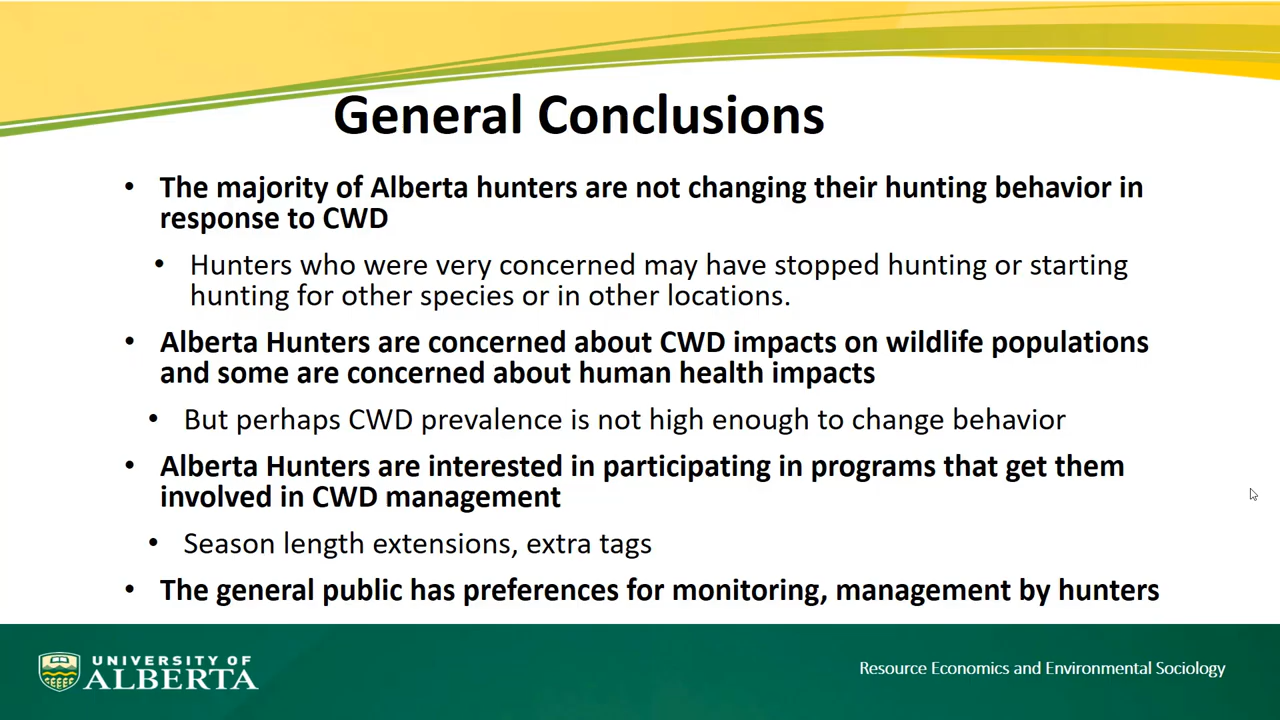 General Conclusions
• The majority of Alberta hunters are not changing their hunting behavior in
response to CWD
• Hunters who were very concerned may have stopped hunting or starting
hunting for other species or in other locations.
• Alberta Hunters are concerned about CWD impacts on wildlife populations
and some are concerned about human health impacts
• But perhaps CWD prevalence is not high enough to change behavior
• Alberta Hunters are interested in participating in programs that get them
involved in CWD management
• Season length extensions, extra tags
• The general public has preferences for monitoring, management by hunters
UNIVERSITY OF
ALBERTA
Resource Economics and Environmental Sociology